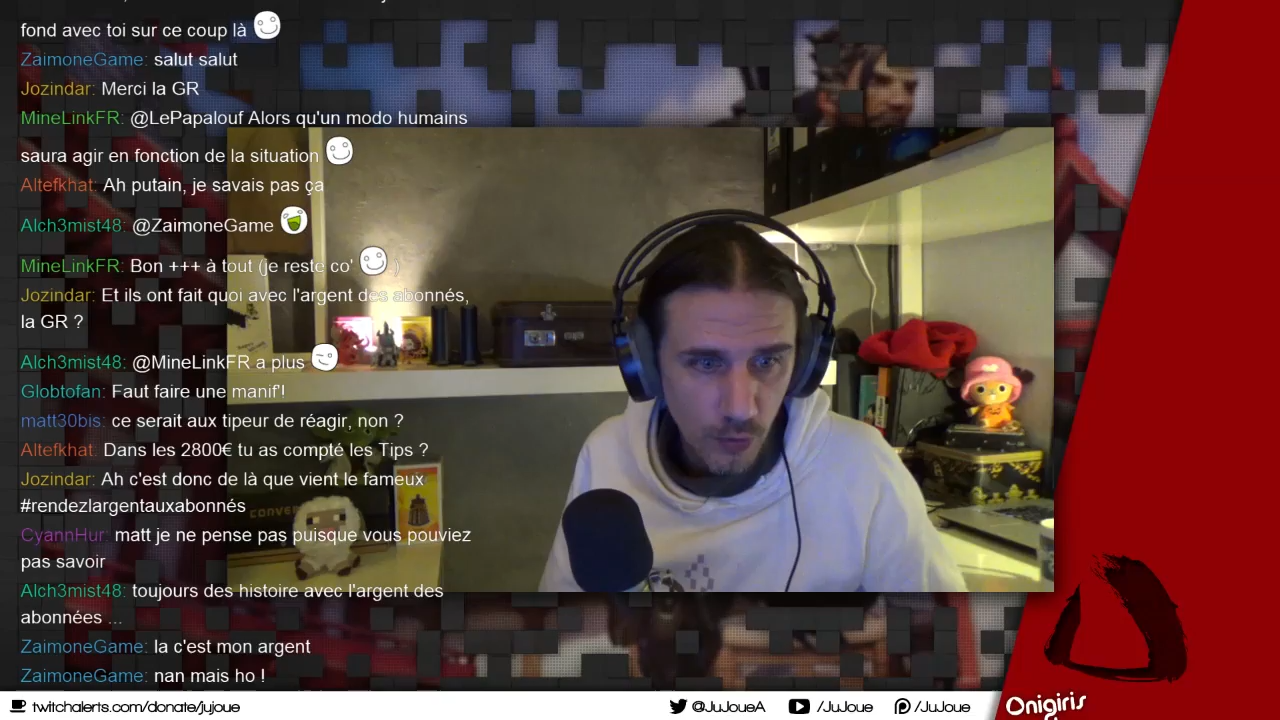 fond avec toi sur ce coup là
ZaimoneGame: salut salut
Jozindar: Merci la GR
MineLinkFR: @LePapalouf Alors qu'un modo humains
saura agir en fonction de la situation
Altefkhat: Ah putain, je savais pas ça
Alch3mist48: @ZaimoneGame
MineLinkFR: Bon +++ à tout (je reste co' )
Jozindar: Et ils ont fait quoi avec l'argent des abonnés,
la GR ?
Alch3mist48: @MineLinkFR a plus
Globtofan: Faut faire une manif'!
matt30bis: ce serait aux tipeur de réagir, non ?
Altefkhat: Dans les 2800€ tu as compté les Tips ?
Jozindar: Ah c'est donc de là que vient le fameux
#rendezlargentauxabonnés
CyannHur: matt je ne pense pas puisque vous pouviez
pas savoir
Alch3mist48: toujours des histoire avec l'argent des
abonnées ...
ZaimoneGame: la c'est mon argent
ZaimoneGame: nan mais ho !
CONVERS
twitchalerts.com/donate/jujoue
@JuJoueA
/JuJoue
/JuJoue
Onigiris